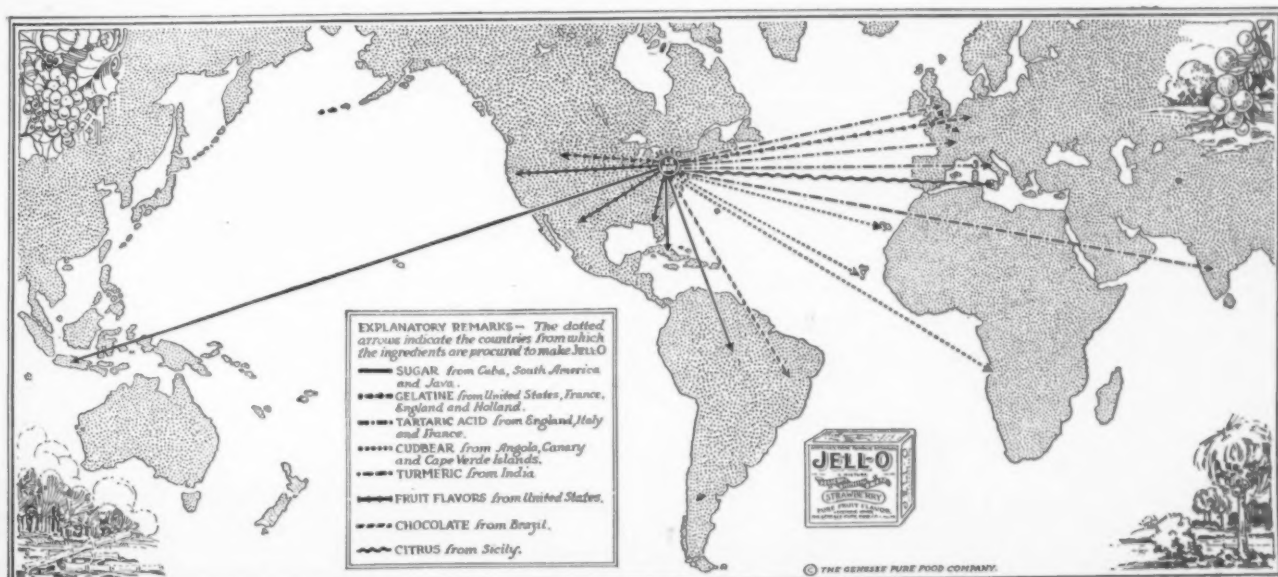 EXPLANATORY REMARKS — The dotted
arrows indicate the countries from which
the ingredients are procured to make JELL-O
SUGAR from Cuba, South America
and Java.
GELATINE from United States, France,
England and Holland.
TARTARIC ACID from England, Italy
and France.
CUDBEAR from Angola, Canary
and Cape Verde Islands.
TURMERIC from India
FRUIT FLAVORS from United States.
CHOCOLATE from Brazil.
CITRUS from Sicily.
JELL-O
STRAWBERRY
PURE FRUIT FLAVOR
© THE GENESEE PURE FOOD COMPANY.